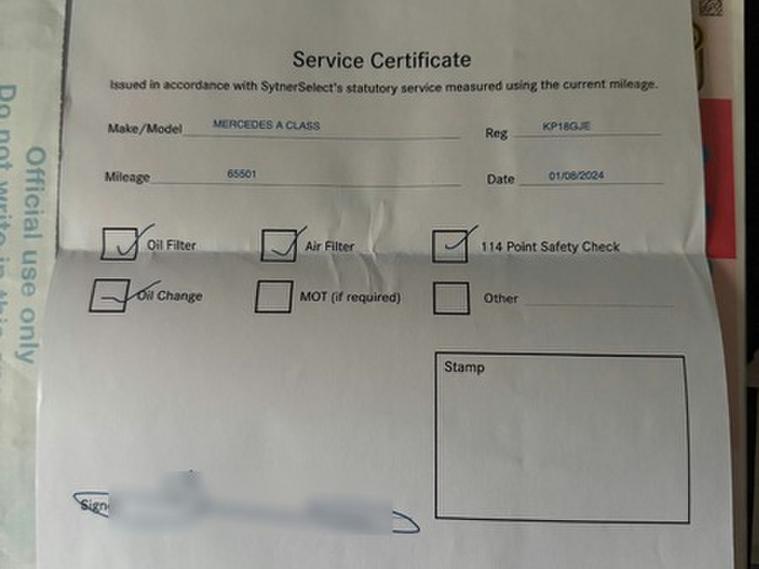 Service Certificate
Issued in accordance with SytnerSelect's statutory service measured using the current mileage.
Make/Model MERCEDES A CLASS Reg KP18GJE
Mileage 65501 Date 01/08/2024
Oil Filter Air Filter 114 Point Safety Check
Oil Change MOT (if required) Other
Stamp
Official use only
Do not write in this